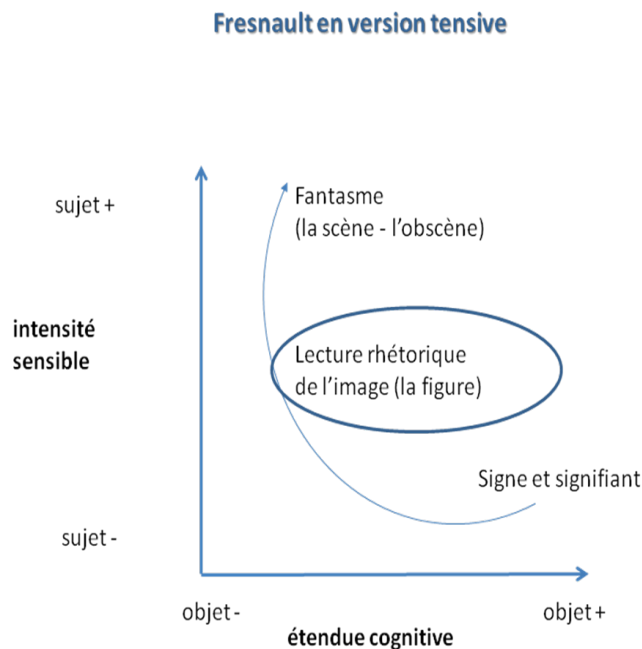 Fresnault en version tensive
sujet +
Fantasme
(la scène - l'obscène)
intensité
sensible
Lecture rhétorique
de l'image (la figure)
Signe et signifiant
sujet -
objet -
objet +
étendue cognitive